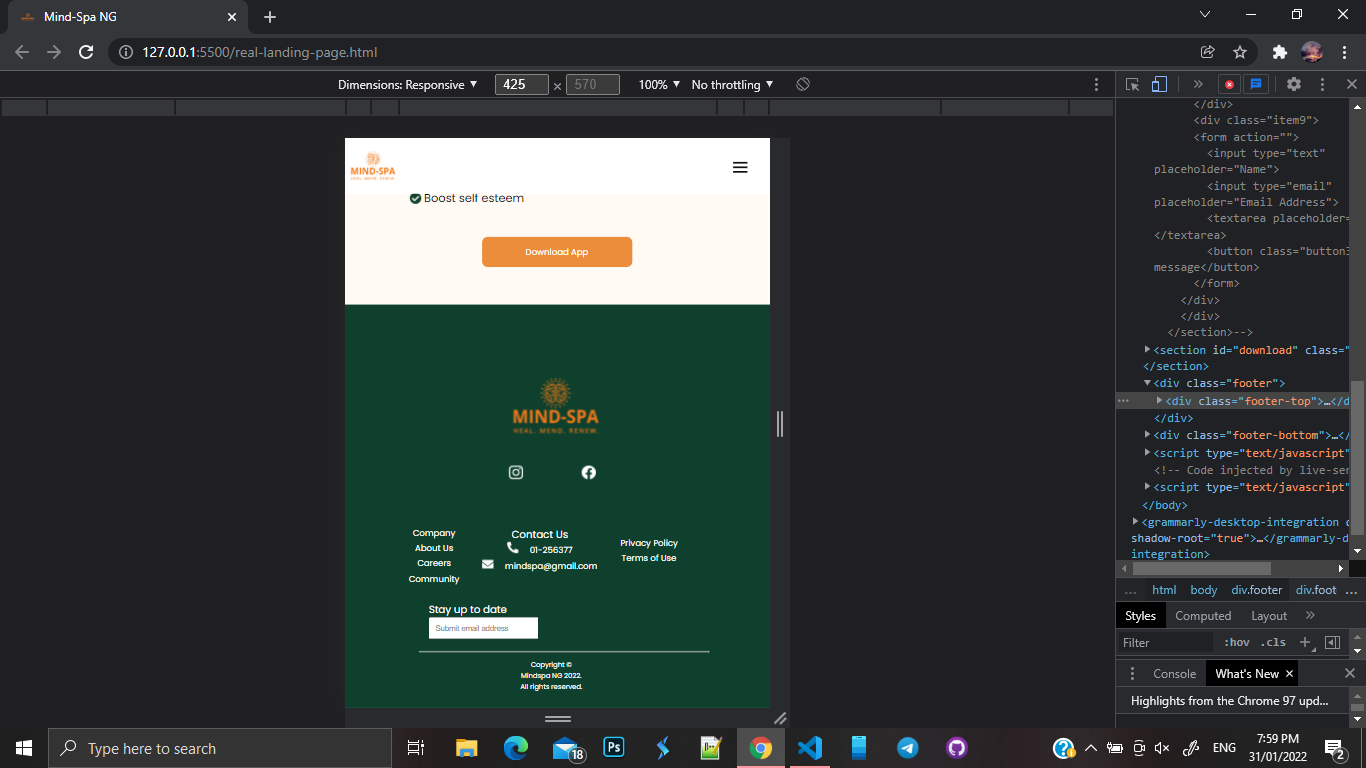 Mind-Spa NG
127.0.0.1:5500/real-landing-page.html
Dimensions: Responsive 425 × 570 100% No throttling
MIND-SPA
HEAL. MEND. RENEW.
Boost self esteem
Download App
MIND-SPA
HEAL. MEND. RENEW.
Company
About Us
Careers
Community
Contact Us
01-256377
mindspa@gmail.com
Privacy Policy
Terms of Use
Stay up to date
Submit email address
Copyright ©
Mindspa NG 2022.
All rights reserved.
</div>
<div class="item9">
<form action="">
<input type="text"
placeholder="Name">
<input type="email"
placeholder="Email Address">
<textarea placeholder=
</textarea>
<button class="button3
message</button>
</form>
</div>
</div>
</section>-->
<section id="download" class="
</section>
<div class="footer">
<div class="footer-top">…</d
</div>
<div class="footer-bottom">…</
<script type="text/javascript"
<!-- Code injected by live-ser
<script type="text/javascript"
</body>
<grammarly-desktop-integration
shadow-root="true">…</grammarly-d
integration>
… html body div.footer div.foot …
Styles Computed Layout »
Filter :hov .cls +
Console What's New ×
Highlights from the Chrome 97 upd...
Type here to search
18
Ps
ENG
7:59 PM
31/01/2022
2